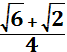 (√6 + √2)/4